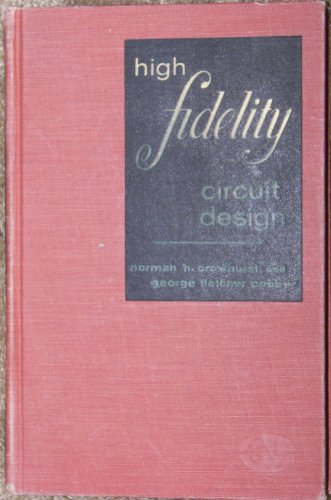 high
fidelity
circuit
design
norman h. crowhurst and
george fletcher cooper